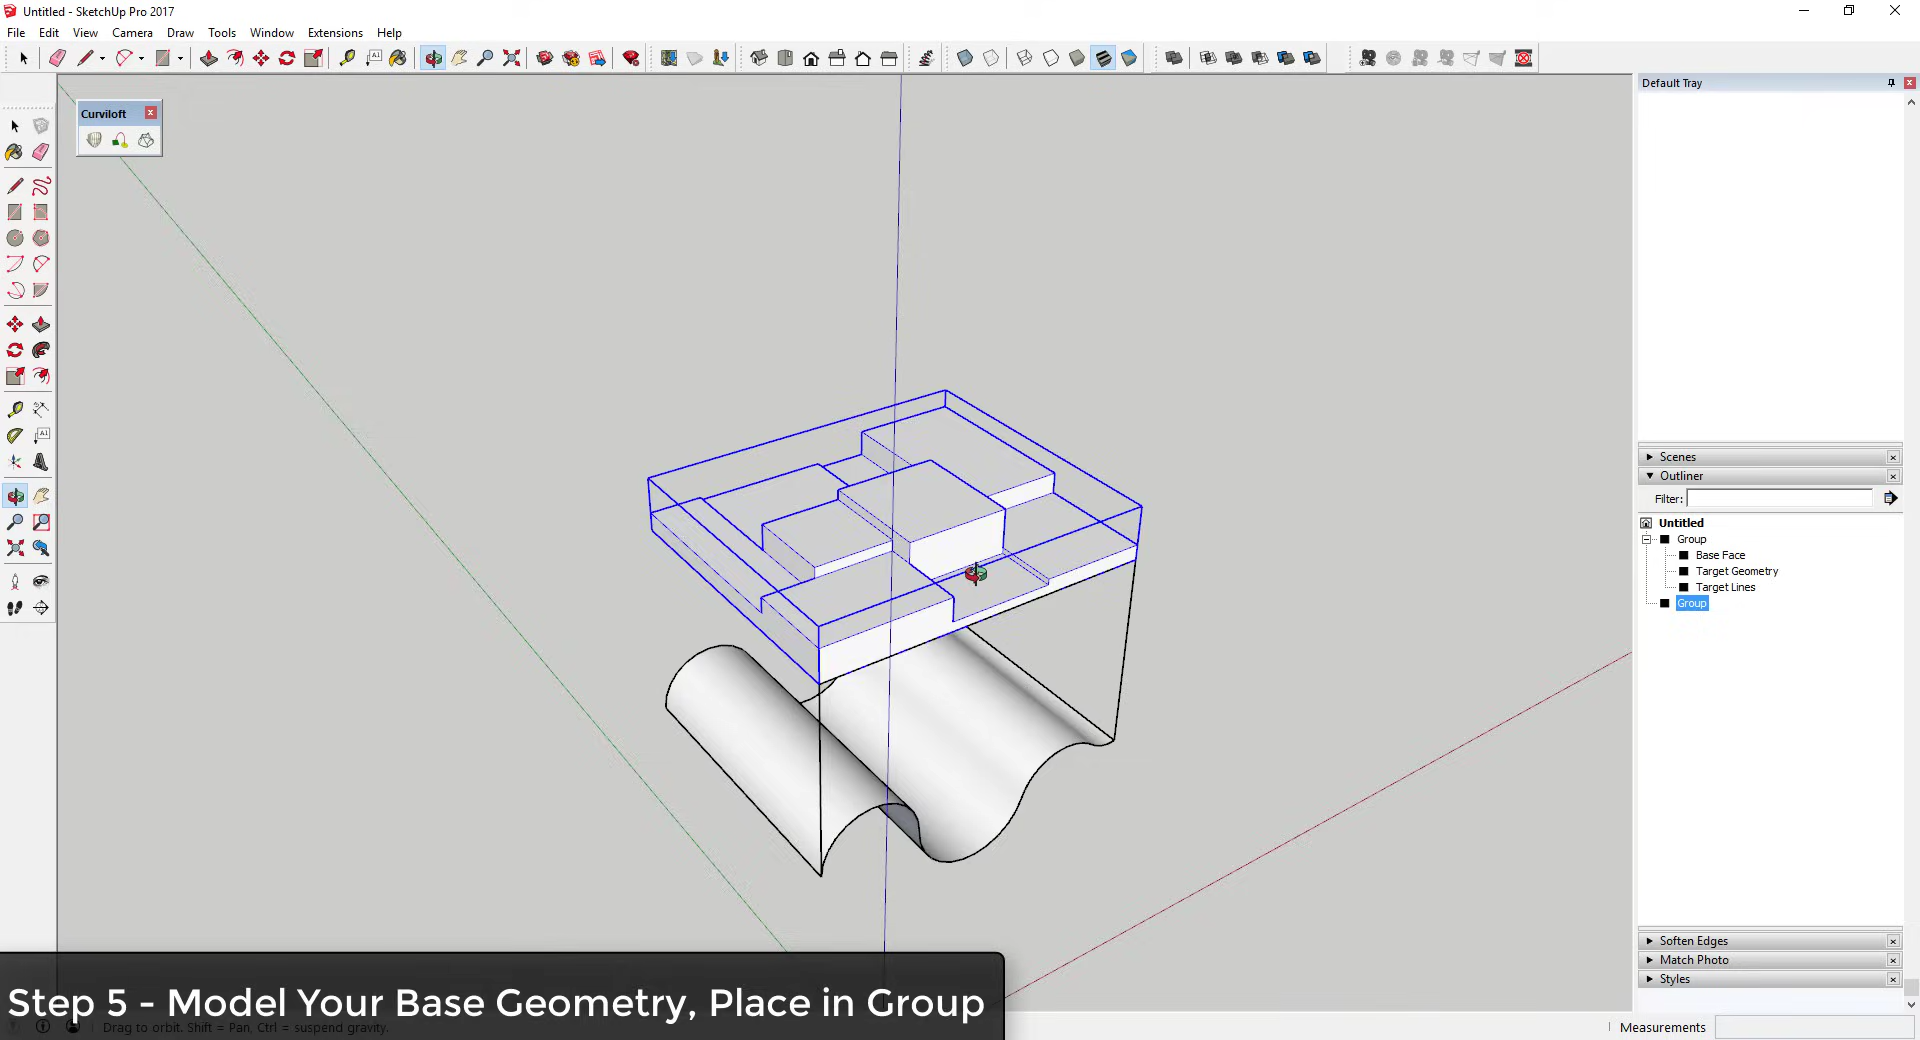 Untitled - SketchUp Pro 2017
File Edit View Camera Draw Tools Window Extensions Help
Default Tray
Curviloft
Scenes
Outliner
Filter:
Untitled
Group
Base Face
Target Geometry
Target Lines
Group
Soften Edges
Match Photo
Styles
Step 5 - Model Your Base Geometry, Place in Group
Drag to orbit. Shift = Pan, Ctrl = suspend gravity.
Measurements